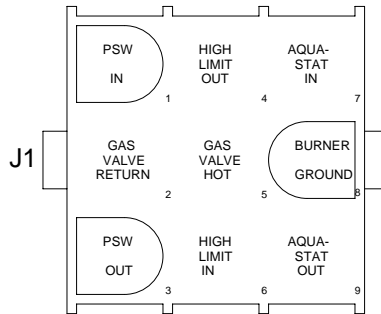 PSW
IN
1
HIGH
LIMIT
OUT
4
AQUA-
STAT
IN
7
J1
GAS
VALVE
RETURN
2
GAS
VALVE
HOT
5
BURNER
GROUND
8
PSW
OUT
3
HIGH
LIMIT
IN
6
AQUA-
STAT
OUT
9